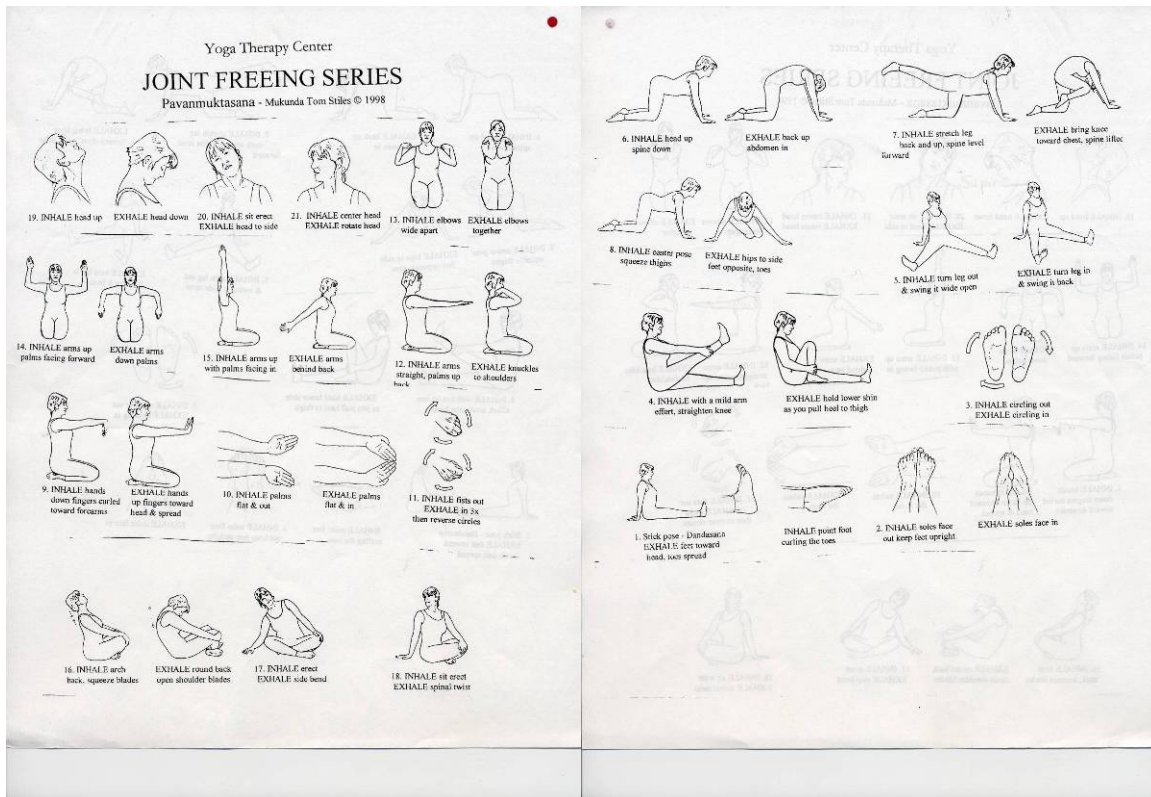 Yoga Therapy Center
JOINT FREEING SERIES
Pavanmuktasana - Mukunda Tom Stiles © 1998
19. INHALE head up
EXHALE head down
20. INHALE sit erect
EXHALE head to side
21. INHALE center head
EXHALE rotate head
13. INHALE elbows
wide apart
EXHALE elbows
together
14. INHALE arms up
palms facing forward
EXHALE arms
down palms
15. INHALE arms up
with palms facing in
EXHALE arms
behind back
12. INHALE arms
straight, palms up
back
EXHALE knuckles
to shoulders
9. INHALE hands
down fingers curled
toward forearms
EXHALE hands
up fingers toward
head & spread
10. INHALE palms
flat & out
EXHALE palms
flat & in
11. INHALE fists out
EXHALE in 3x
then reverse circles
16. INHALE arch
back, squeeze blades
EXHALE round back
open shoulder blades
17. INHALE erect
EXHALE side bend
18. INHALE sit erect
EXHALE spinal twist
6. INHALE head up
spine down
EXHALE back up
abdomen in
7. INHALE stretch leg
back and up, spine level
forward
EXHALE bring knee
toward chest, spine lifted
8. INHALE center pose
squeeze thighs
EXHALE hips to side
feet opposite, toes
5. INHALE turn leg out
& swing it wide open
EXHALE turn leg in
& swing it back
4. INHALE with a mild arm
effort, straighten knee
EXHALE hold lower shin
as you pull heel to thigh
3. INHALE circling out
EXHALE circling in
1. Stick pose - Dandasana
EXHALE feet toward
head, toes spread
INHALE point foot
curling the toes
2. INHALE soles face
out keep feet upright
EXHALE soles face in